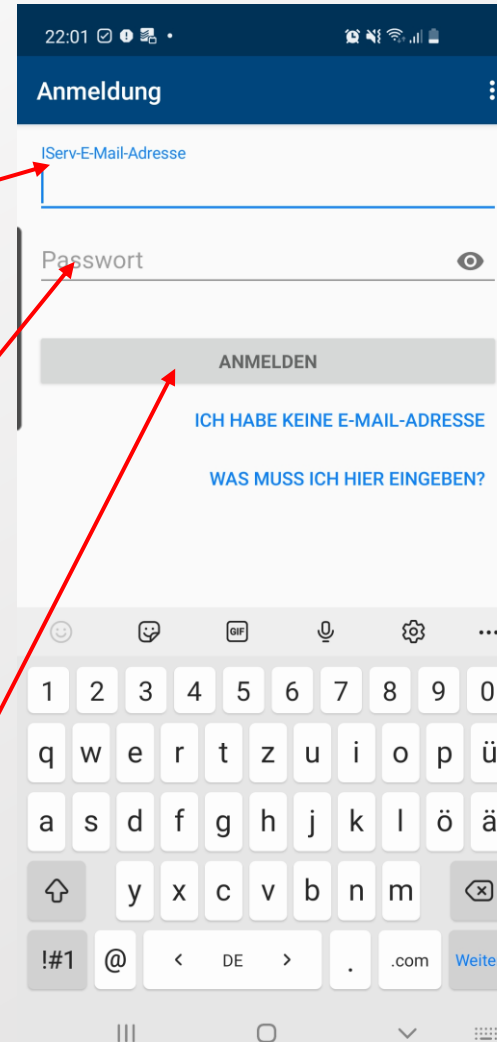 22:01
Anmeldung
IServ-E-Mail-Adresse
Passwort
ANMELDEN
ICH HABE KEINE E-MAIL-ADRESSE
WAS MUSS ICH HIER EINGEBEN?
GIF
1 2 3 4 5 6 7 8 9 0
q w e r t z u i o p ü
a s d f g h j k l ö ä
y x c v b n m
!#1 @ < DE > . .com Weite